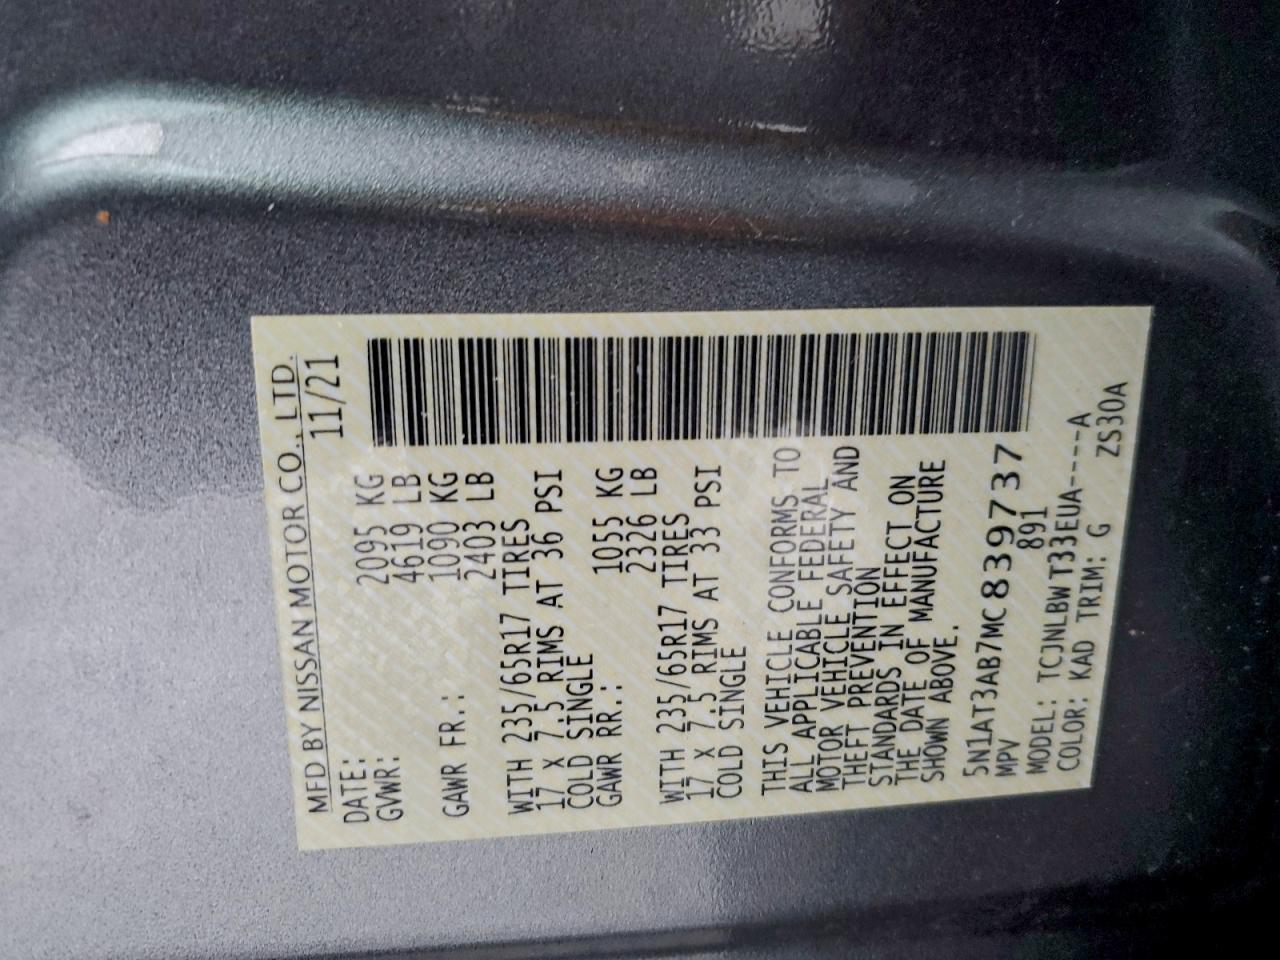 MFD BY NISSAN MOTOR CO., LTD.
DATE: 11/21
GVWR: 2095 KG
4619 LB
GAWR FR.: 1090 KG
2403 LB
WITH 235/65R17 TIRES
17 X 7.5 RIMS AT 36 PSI
COLD SINGLE
GAWR RR.: 1055 KG
2326 LB
WITH 235/65R17 TIRES
17 X 7.5 RIMS AT 33 PSI
COLD SINGLE
THIS VEHICLE CONFORMS TO
ALL APPLICABLE FEDERAL
MOTOR VEHICLE SAFETY AND
THEFT PREVENTION
STANDARDS IN EFFECT ON
THE DATE OF MANUFACTURE
SHOWN ABOVE.
5N1AT3AB7MC839737
MPV 891
MODEL: TCJNLBWT33EUA----A
COLOR: KAD TRIM: G ZS30A